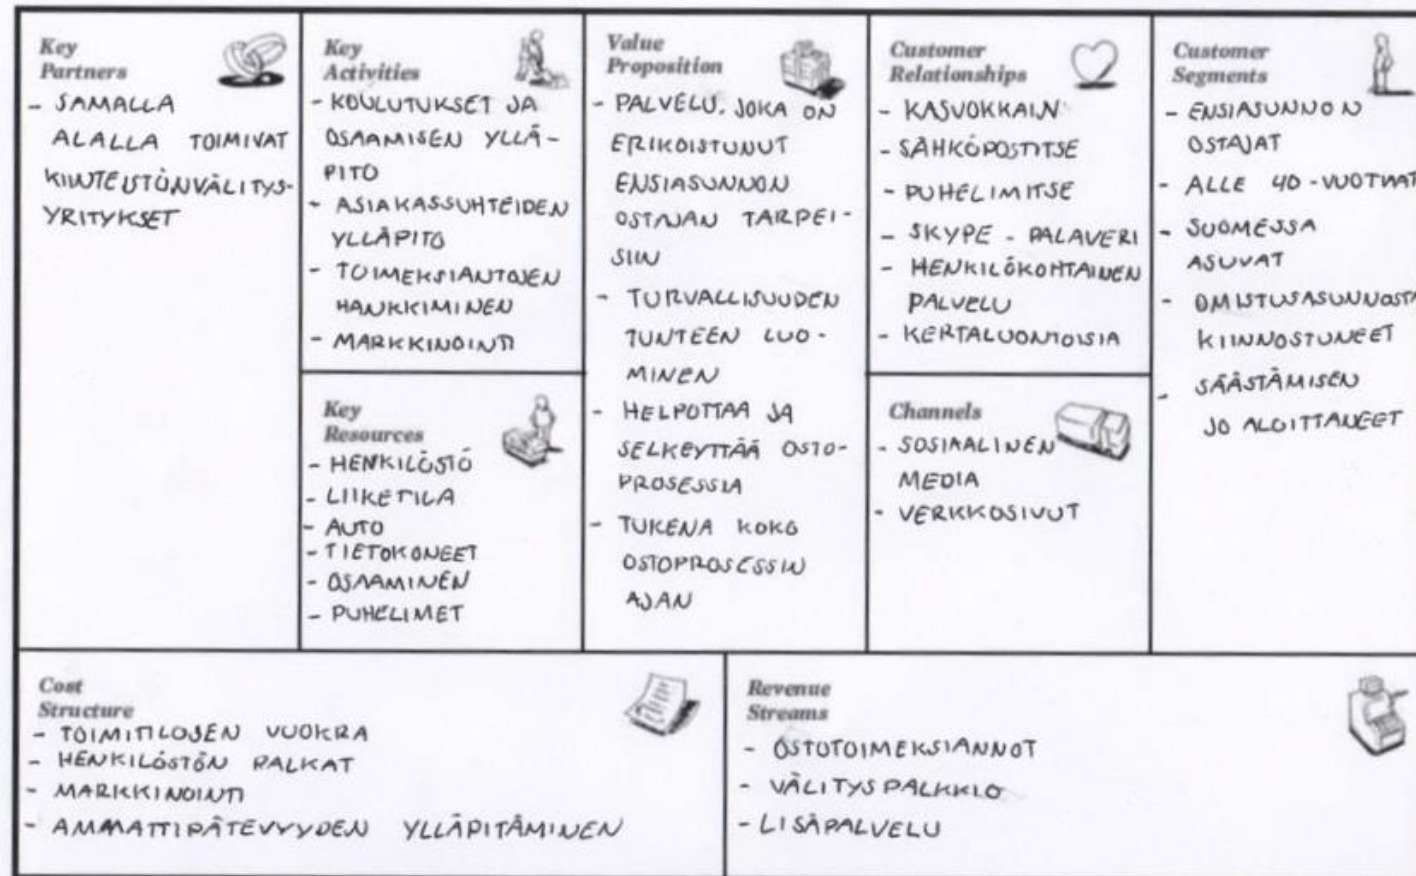 Key
Partners
- SAMALLA
ALALLA TOIMIVAT
KIINTEISTÖNVÄLITYS-
YRITYKSET
Key
Activities
- KOULUTUKSET JA
OSAAMISEN YLLÄ-
PITO
- ASIAKASSUHTEIDEN
YLLÄPITO
- TOIMEKSIANTOJEN
HANKKIMINEN
- MARKKINOINTI
Key
Resources
- HENKILÖSTÖ
- LIIKETILA
- AUTO
- TIETOKONEET
- OSAAMINEN
- PUHELIMET
Value
Proposition
- PALVELU, JOKA ON
ERIKOISTUNUT
ENSIASUNNON
OSTAJAN TARPEI-
SIIN
- TURVALLISUUDEN
TUNTEEN LUO-
MINEN
- HELPOTTAA JA
SELKEYTTÄÄ OSTO-
PROSESSIA
- TUKENA KOKO
OSTOPROSESSIN
AJAN
Customer
Relationships
- KASVOKKAIN
- SÄHKÖPOSTITSE
- PUHELIMITSE
- SKYPE - PALAVERI
- HENKILÖKOHTAINEN
PALVELU
- KERTALUONTOISIA
Channels
- SOSIAALINEN
MEDIA
- VERKKOSIVUT
Customer
Segments
- ENSIASUNNON
OSTAJAT
- ALLE 40-VUOTIAAT
- SUOMESSA
ASUVAT
- OMISTUSASUNNOSTA
KIINNOSTUNEET
- SÄÄSTÄMISEN
JO ALOITTANEET
Cost
Structure
- TOIMITILOJEN VUOKRA
- HENKILÖSTÖN PALKAT
- MARKKINOINTI
- AMMATTIPÄTEVYYDEN YLLÄPITÄMINEN
Revenue
Streams
- OSTOTOIMEKSIANNOT
- VÄLITYSPALKKIO
- LISÄPALVELU